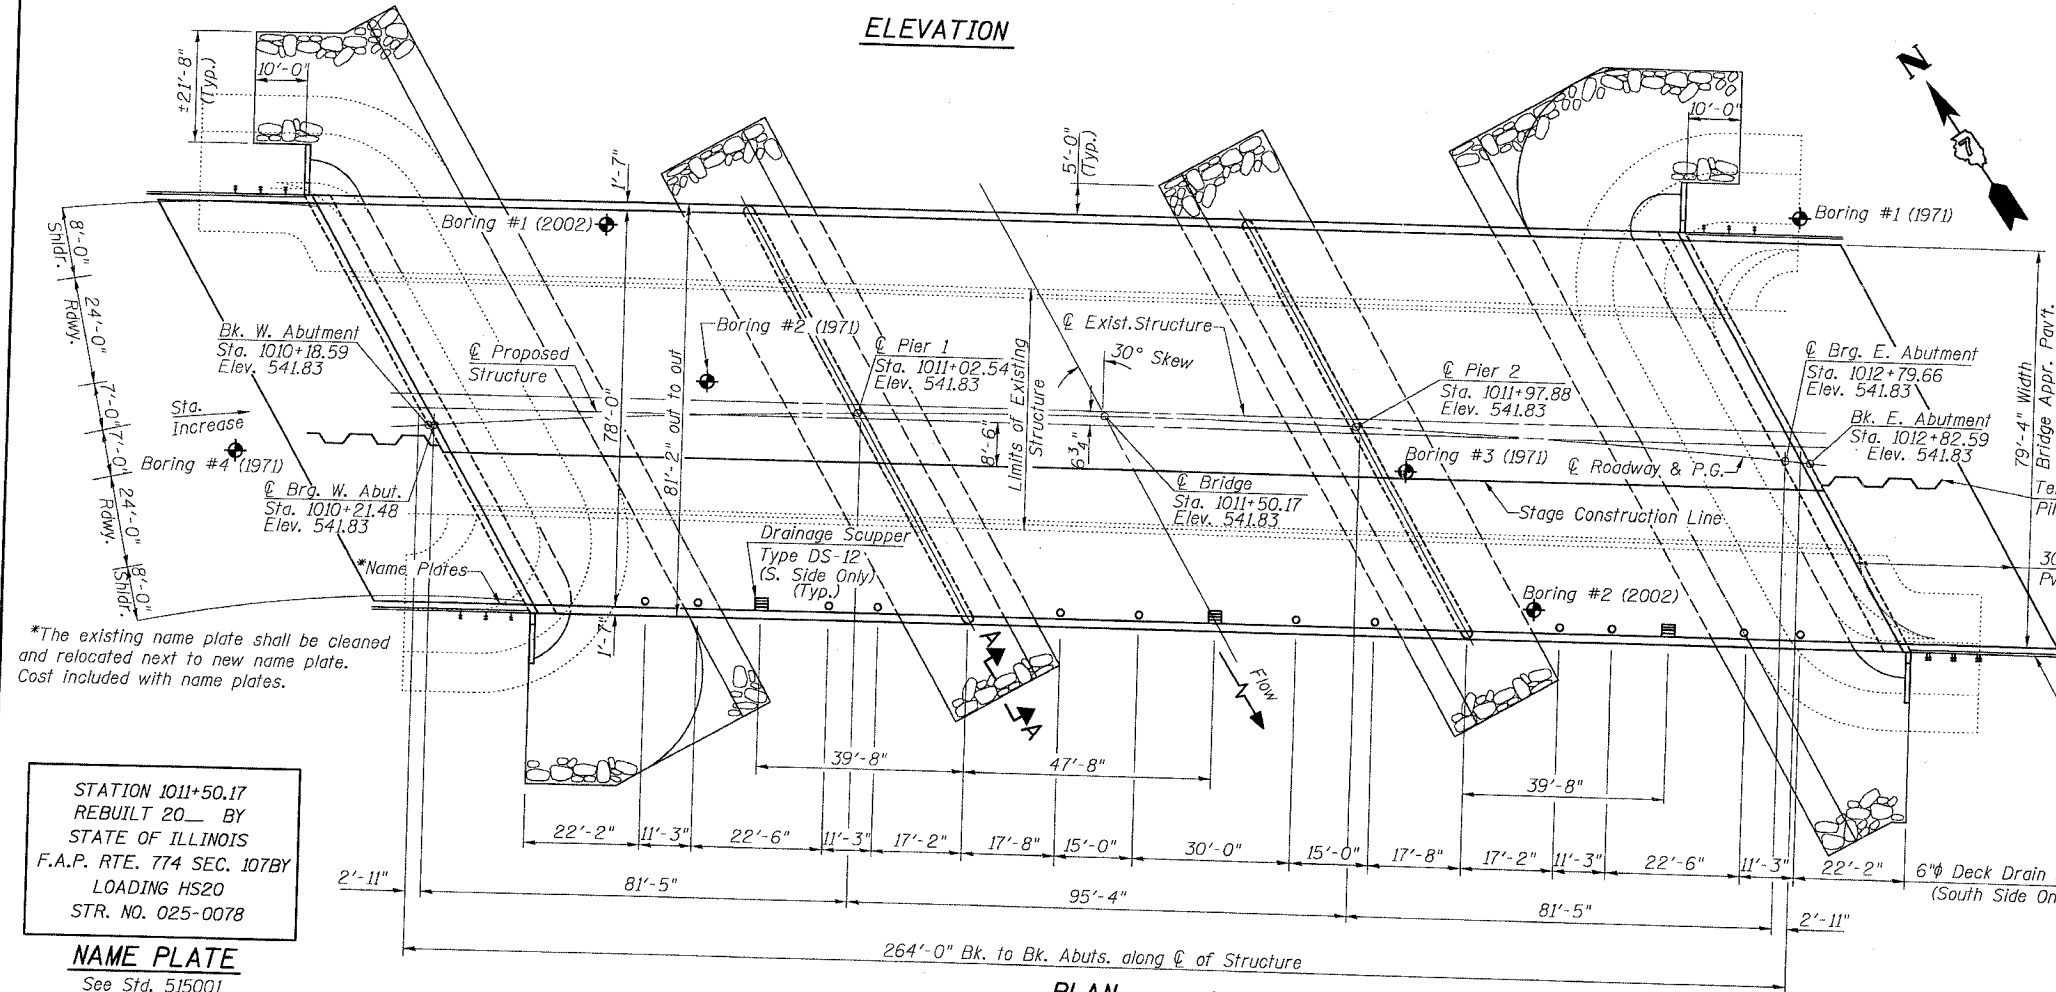 ELEVATION
±21'-8"
(Typ.)
10'-0"
1'-7"
5'-0"
(Typ.)
10'-0"
N
7
Boring #1 (2002)
Boring #1 (1971)
8'-0"
Shldr.
24'-0"
Rdwy.
7'-0"
7'-0"
24'-0"
Rdwy.
8'-0"
Shldr.
Bk. W. Abutment
Sta. 1010+18.59
Elev. 541.83
℄ Proposed
Structure
Boring #2 (1971)
℄ Pier 1
Sta. 1011+02.54
Elev. 541.83
℄ Exist.Structure
30° Skew
Limits of Existing
Structure
℄ Pier 2
Sta. 1011+97.88
Elev. 541.83
℄ Brg. E. Abutment
Sta. 1012+79.66
Elev. 541.83
Bk. E. Abutment
Sta. 1012+82.59
Elev. 541.83
79'-4" Width
Bridge Appr. Pav't.
Sta.
Increase
Boring #4 (1971)
78'-0"
81'-2" out to out
8'-6"
6¾"
Boring #3 (1971)
℄ Roadway & P.G.
℄ Brg. W. Abut.
Sta. 1010+21.48
Elev. 541.83
℄ Bridge
Sta. 1011+50.17
Elev. 541.83
Stage Construction Line
Te
Pil
30
Pv
Drainage Scupper
Type DS-12
(S. Side Only)
(Typ.)
*Name Plates
Boring #2 (2002)
1'-7"
*The existing name plate shall be cleaned
and relocated next to new name plate.
Cost included with name plates.
A
A
Flow
39'-8"
47'-8"
39'-8"
22'-2"
11'-3"
22'-6"
11'-3"
17'-2"
17'-8"
15'-0"
30'-0"
15'-0"
17'-8"
17'-2"
11'-3"
22'-6"
11'-3"
22'-2"
6"φ Deck Drain
(South Side On
2'-11"
81'-5"
95'-4"
81'-5"
2'-11"
264'-0" Bk. to Bk. Abuts. along ℄ of Structure
STATION 1011+50.17
REBUILT 20__ BY
STATE OF ILLINOIS
F.A.P. RTE. 774 SEC. 107BY
LOADING HS20
STR. NO. 025-0078
NAME PLATE
See Std. 515001
PLAN